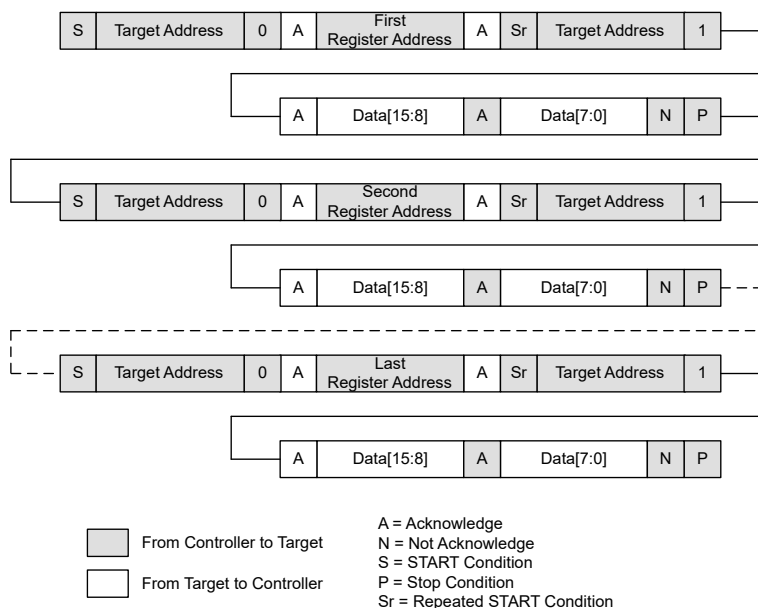 First
S Target Address 0 A Register Address A Sr Target Address 1
A Data[15:8] A Data[7:0] N P
Second
S Target Address 0 A Register Address A Sr Target Address 1
A Data[15:8] A Data[7:0] N P
Last
S Target Address 0 A Register Address A Sr Target Address 1
A Data[15:8] A Data[7:0] N P
From Controller to Target
From Target to Controller
A = Acknowledge
N = Not Acknowledge
S = START Condition
P = Stop Condition
Sr = Repeated START Condition